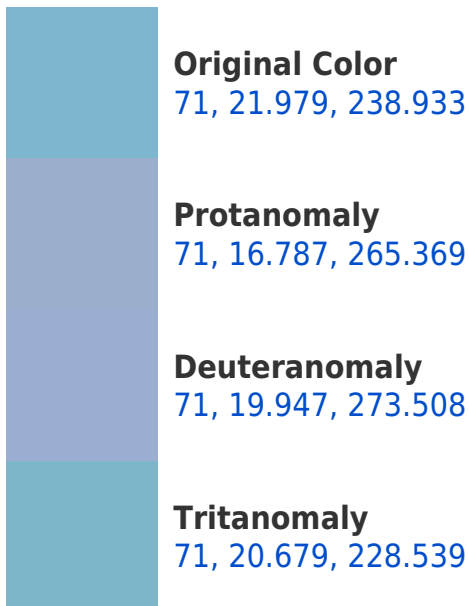 Original Color
71, 21.979, 238.933
Protanomaly
71, 16.787, 265.369
Deuteranomaly
71, 19.947, 273.508
Tritanomaly
71, 20.679, 228.539